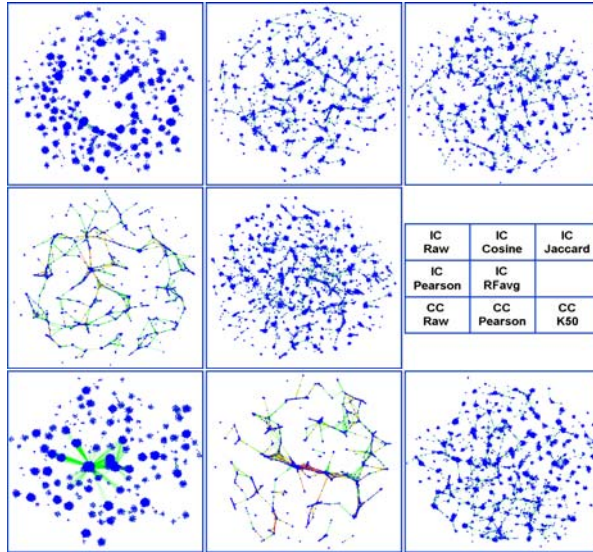 IC IC IC
Raw Cosine Jaccard
IC IC
Pearson RFavg
CC CC CC
Raw Pearson K50